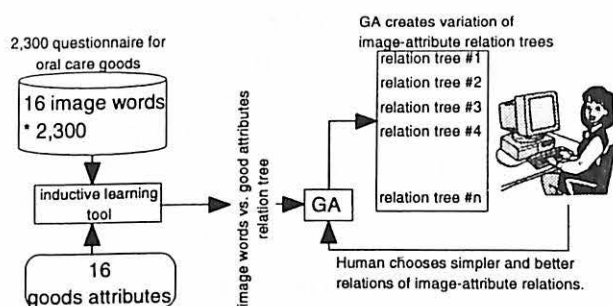 2,300 questionnaire for
oral care goods
16 image words
* 2,300
inductive learning
tool
16
goods attributes
image words vs. good attributes
relation tree
GA
GA creates variation of
image-attribute relation trees
relation tree #1
relation tree #2
relation tree #3
relation tree #4
relation tree #n
Human chooses simpler and better
relations of image-attribute relations.